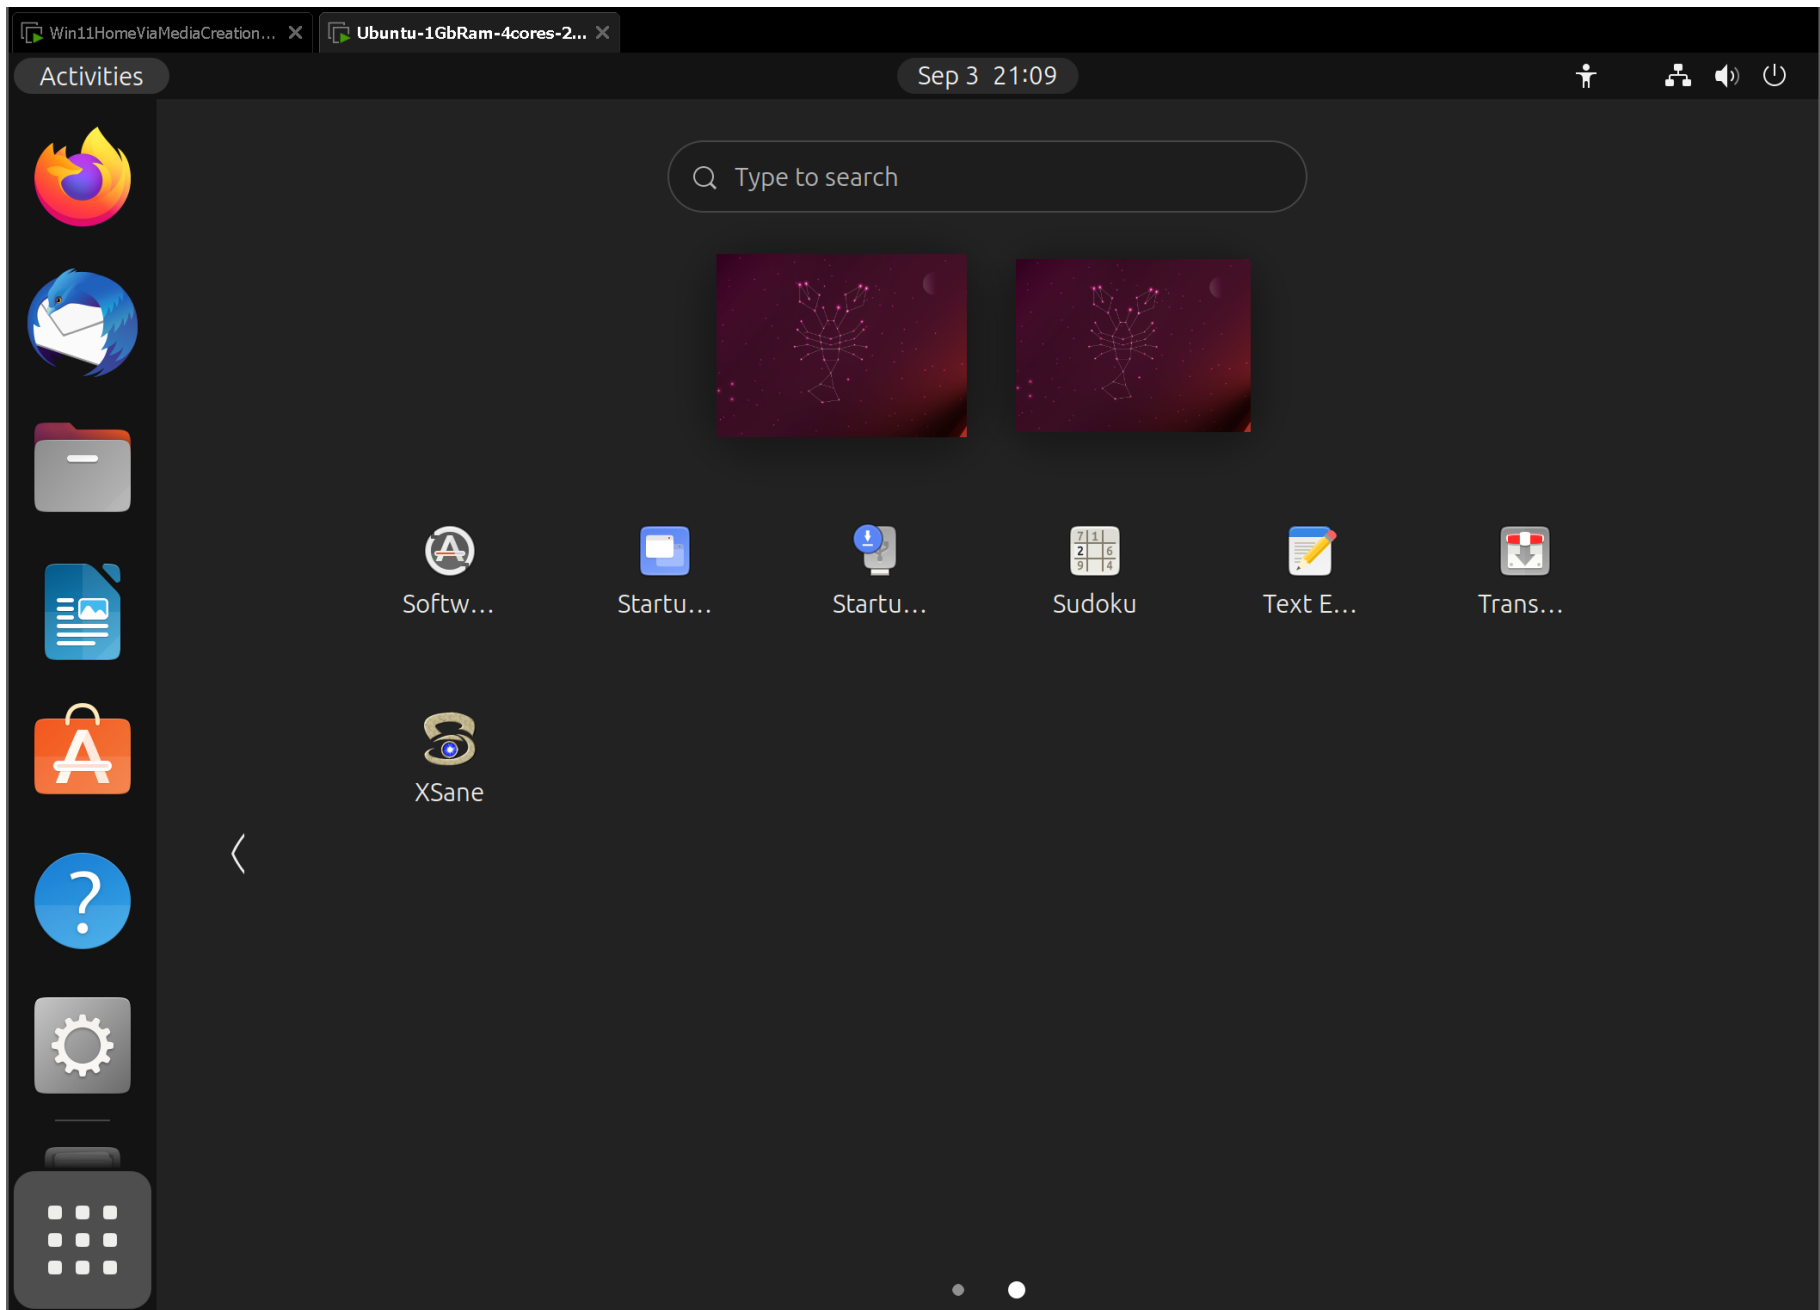 Win11HomeViaMediaCreation...
Ubuntu-1GbRam-4cores-2...
Activities
Sep 3 21:09
Type to search
Softw...
Startu...
Startu...
Sudoku
Text E...
Trans...
XSane